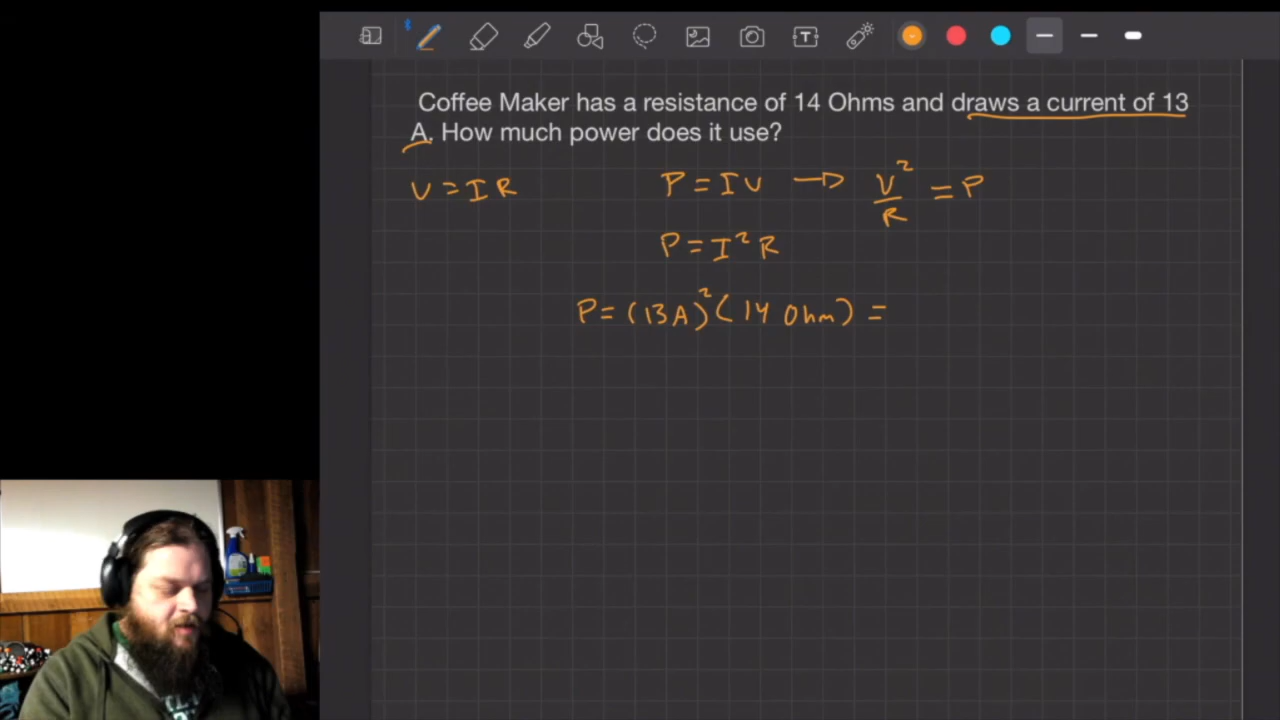 Coffee Maker has a resistance of 14 Ohms and draws a current of 13
A. How much power does it use?
V = IR P = IV → V²/R = P
P = I²R
P = (13A)² (14 Ohm) =